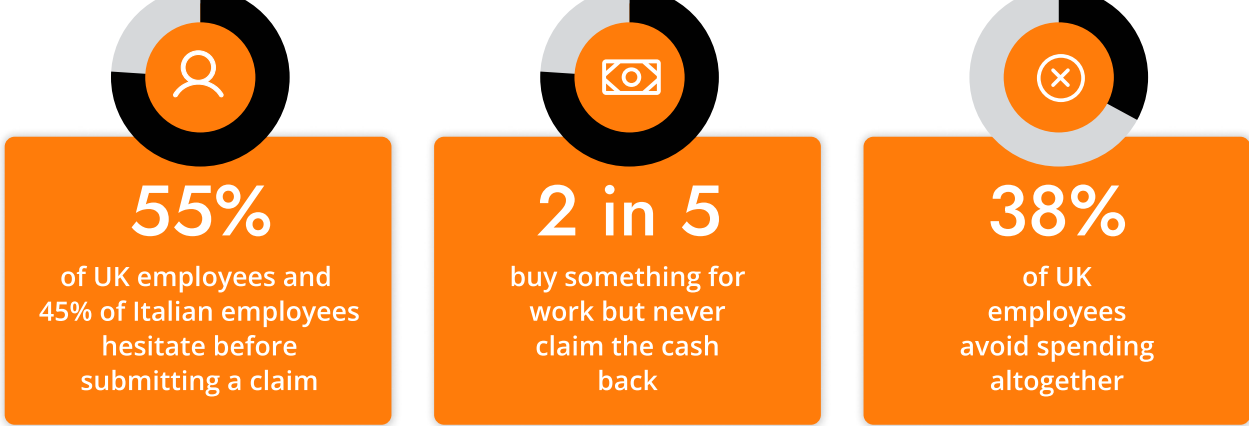 55%
of UK employees and
45% of Italian employees
hesitate before
submitting a claim
2 in 5
buy something for
work but never
claim the cash
back
38%
of UK
employees
avoid spending
altogether